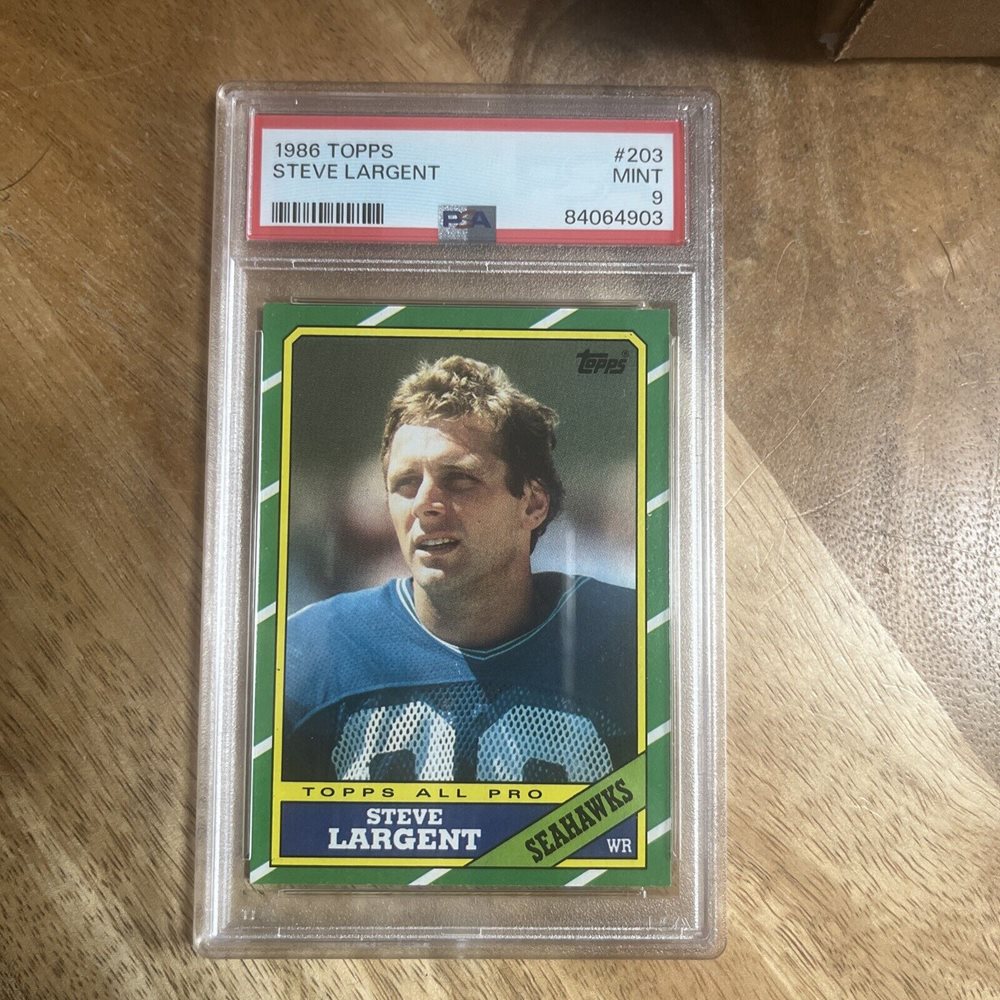 1986 TOPPS #203
STEVE LARGENT MINT
9
PSA 84064903
Topps®
TOPPS ALL PRO
STEVE
LARGENT
SEAHAWKS
WR